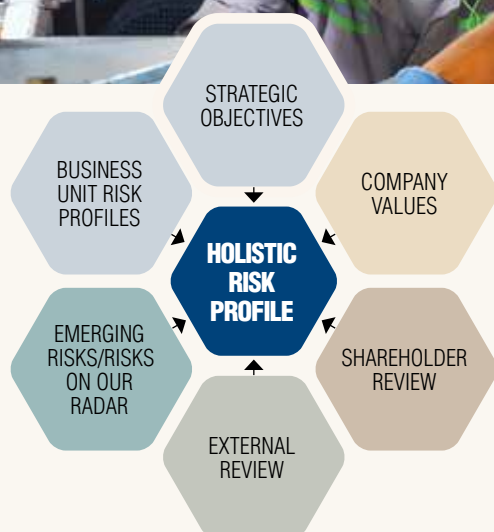 STRATEGIC
OBJECTIVES
BUSINESS
UNIT RISK
PROFILES
COMPANY
VALUES
HOLISTIC
RISK
PROFILE
EMERGING
RISKS/RISKS
ON OUR
RADAR
SHAREHOLDER
REVIEW
EXTERNAL
REVIEW